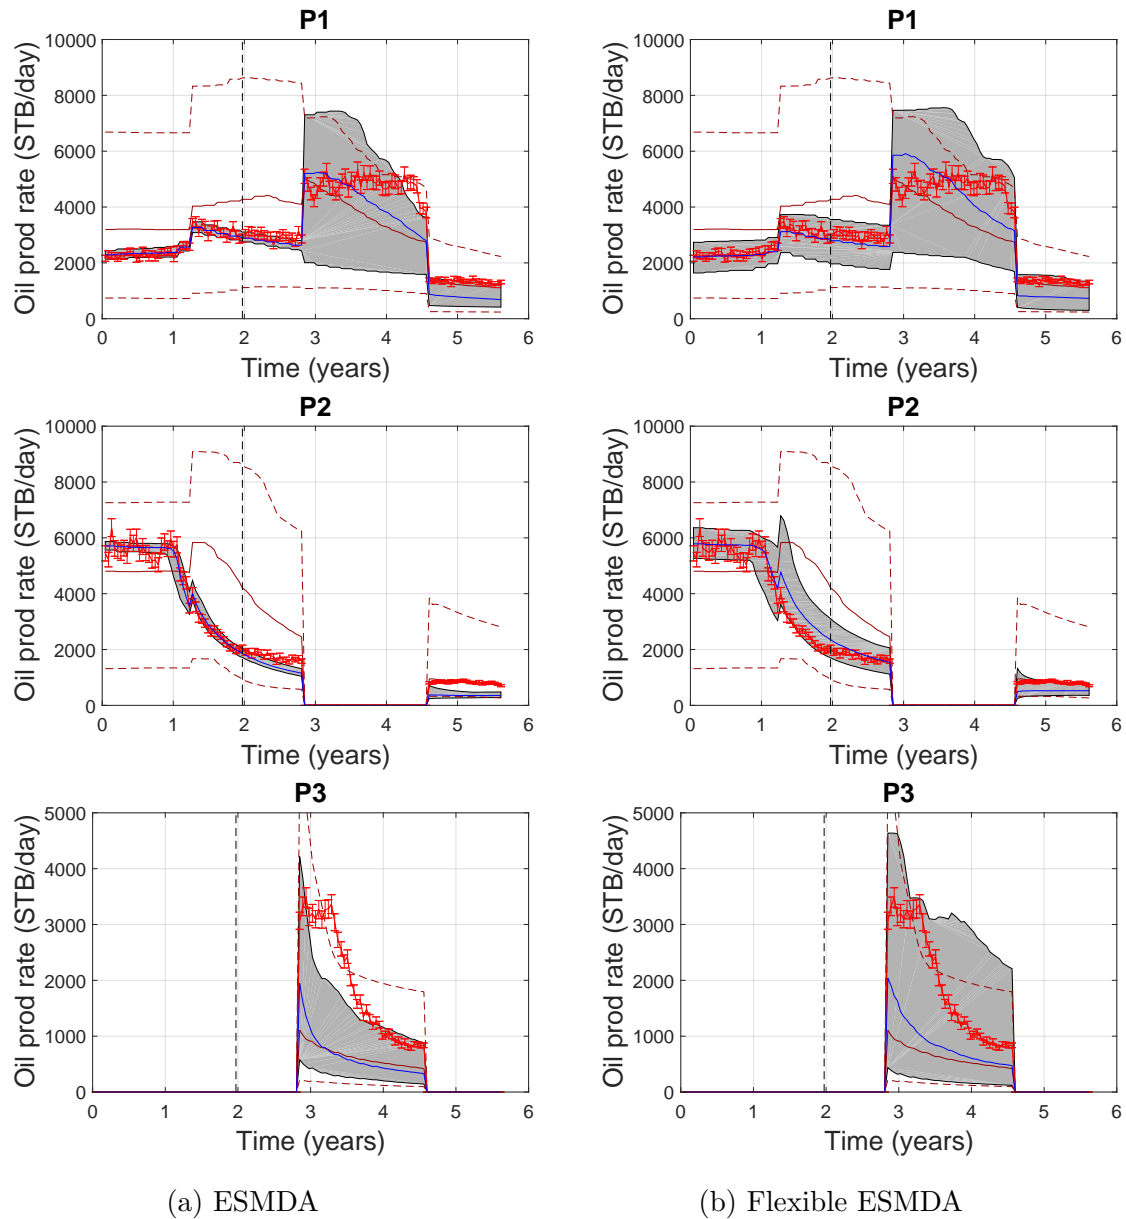 P1
P1
10000
8000
6000
4000
2000
0
Oil prod rate (STB/day)
0 1 2 3 4 5 6
Time (years)
10000
8000
6000
4000
2000
0
Oil prod rate (STB/day)
0 1 2 3 4 5 6
Time (years)
P2
P2
10000
8000
6000
4000
2000
0
Oil prod rate (STB/day)
0 1 2 3 4 5 6
Time (years)
10000
8000
6000
4000
2000
0
Oil prod rate (STB/day)
0 1 2 3 4 5 6
Time (years)
P3
P3
5000
4000
3000
2000
1000
0
Oil prod rate (STB/day)
0 1 2 3 4 5 6
Time (years)
5000
4000
3000
2000
1000
0
Oil prod rate (STB/day)
0 1 2 3 4 5 6
Time (years)
(a) ESMDA
(b) Flexible ESMDA